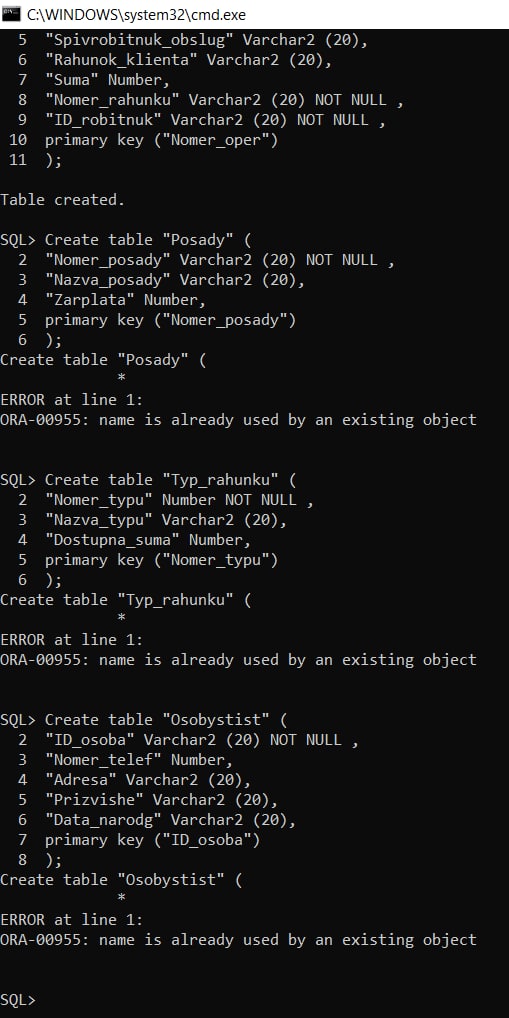 C:\WINDOWS\system32\cmd.exe
5 "Spivrobitnuk_obslug" Varchar2 (20),
6 "Rahunok_klienta" Varchar2 (20),
7 "Suma" Number,
8 "Nomer_rahunku" Varchar2 (20) NOT NULL ,
9 "ID_robitnuk" Varchar2 (20) NOT NULL ,
10 primary key ("Nomer_oper")
11 );
Table created.
SQL> Create table "Posady" (
2 "Nomer_posady" Varchar2 (20) NOT NULL ,
3 "Nazva_posady" Varchar2 (20),
4 "Zarplata" Number,
5 primary key ("Nomer_posady")
6 );
Create table "Posady" (
*
ERROR at line 1:
ORA-00955: name is already used by an existing object
SQL> Create table "Typ_rahunku" (
2 "Nomer_typu" Number NOT NULL ,
3 "Nazva_typu" Varchar2 (20),
4 "Dostupna_suma" Number,
5 primary key ("Nomer_typu")
6 );
Create table "Typ_rahunku" (
*
ERROR at line 1:
ORA-00955: name is already used by an existing object
SQL> Create table "Osobystist" (
2 "ID_osoba" Varchar2 (20) NOT NULL ,
3 "Nomer_telef" Number,
4 "Adresa" Varchar2 (20),
5 "Prizvishe" Varchar2 (20),
6 "Data_narodg" Varchar2 (20),
7 primary key ("ID_osoba")
8 );
Create table "Osobystist" (
*
ERROR at line 1:
ORA-00955: name is already used by an existing object
SQL>